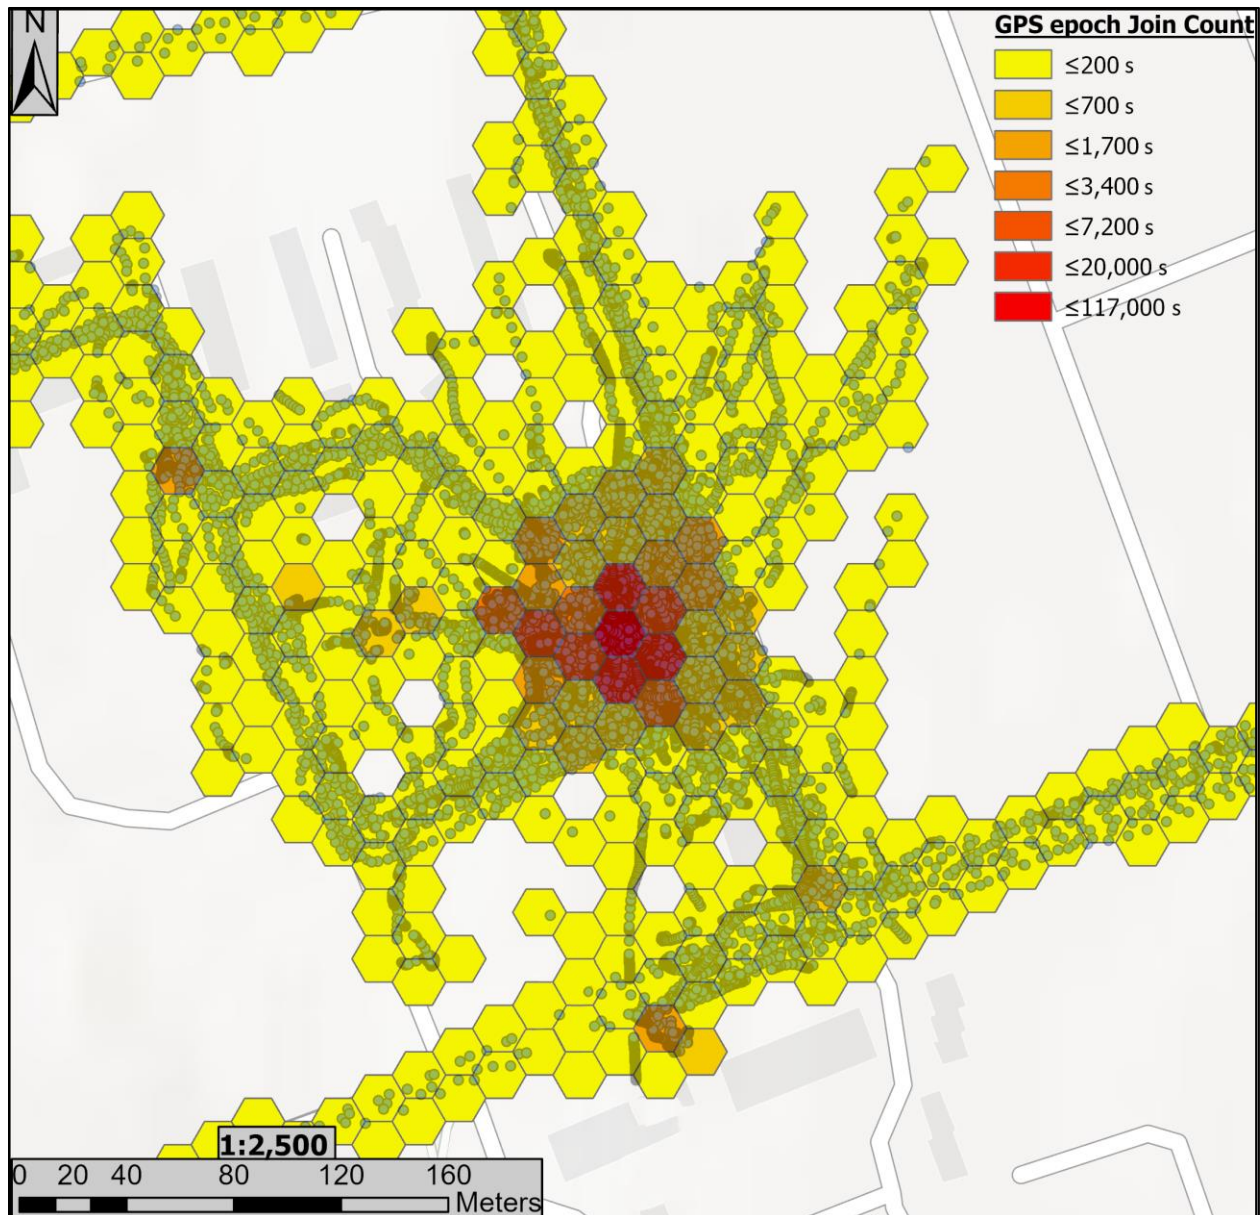 N
GPS epoch Join Count
≤200 s
≤700 s
≤1,700 s
≤3,400 s
≤7,200 s
≤20,000 s
≤117,000 s
1:2,500
0 20 40 80 120 160
Meters